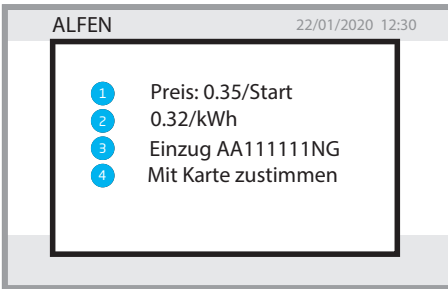 ALFEN 22/01/2020 12:30
1 Preis: 0.35/Start
2 0.32/kWh
3 Einzug AA111111NG
4 Mit Karte zustimmen